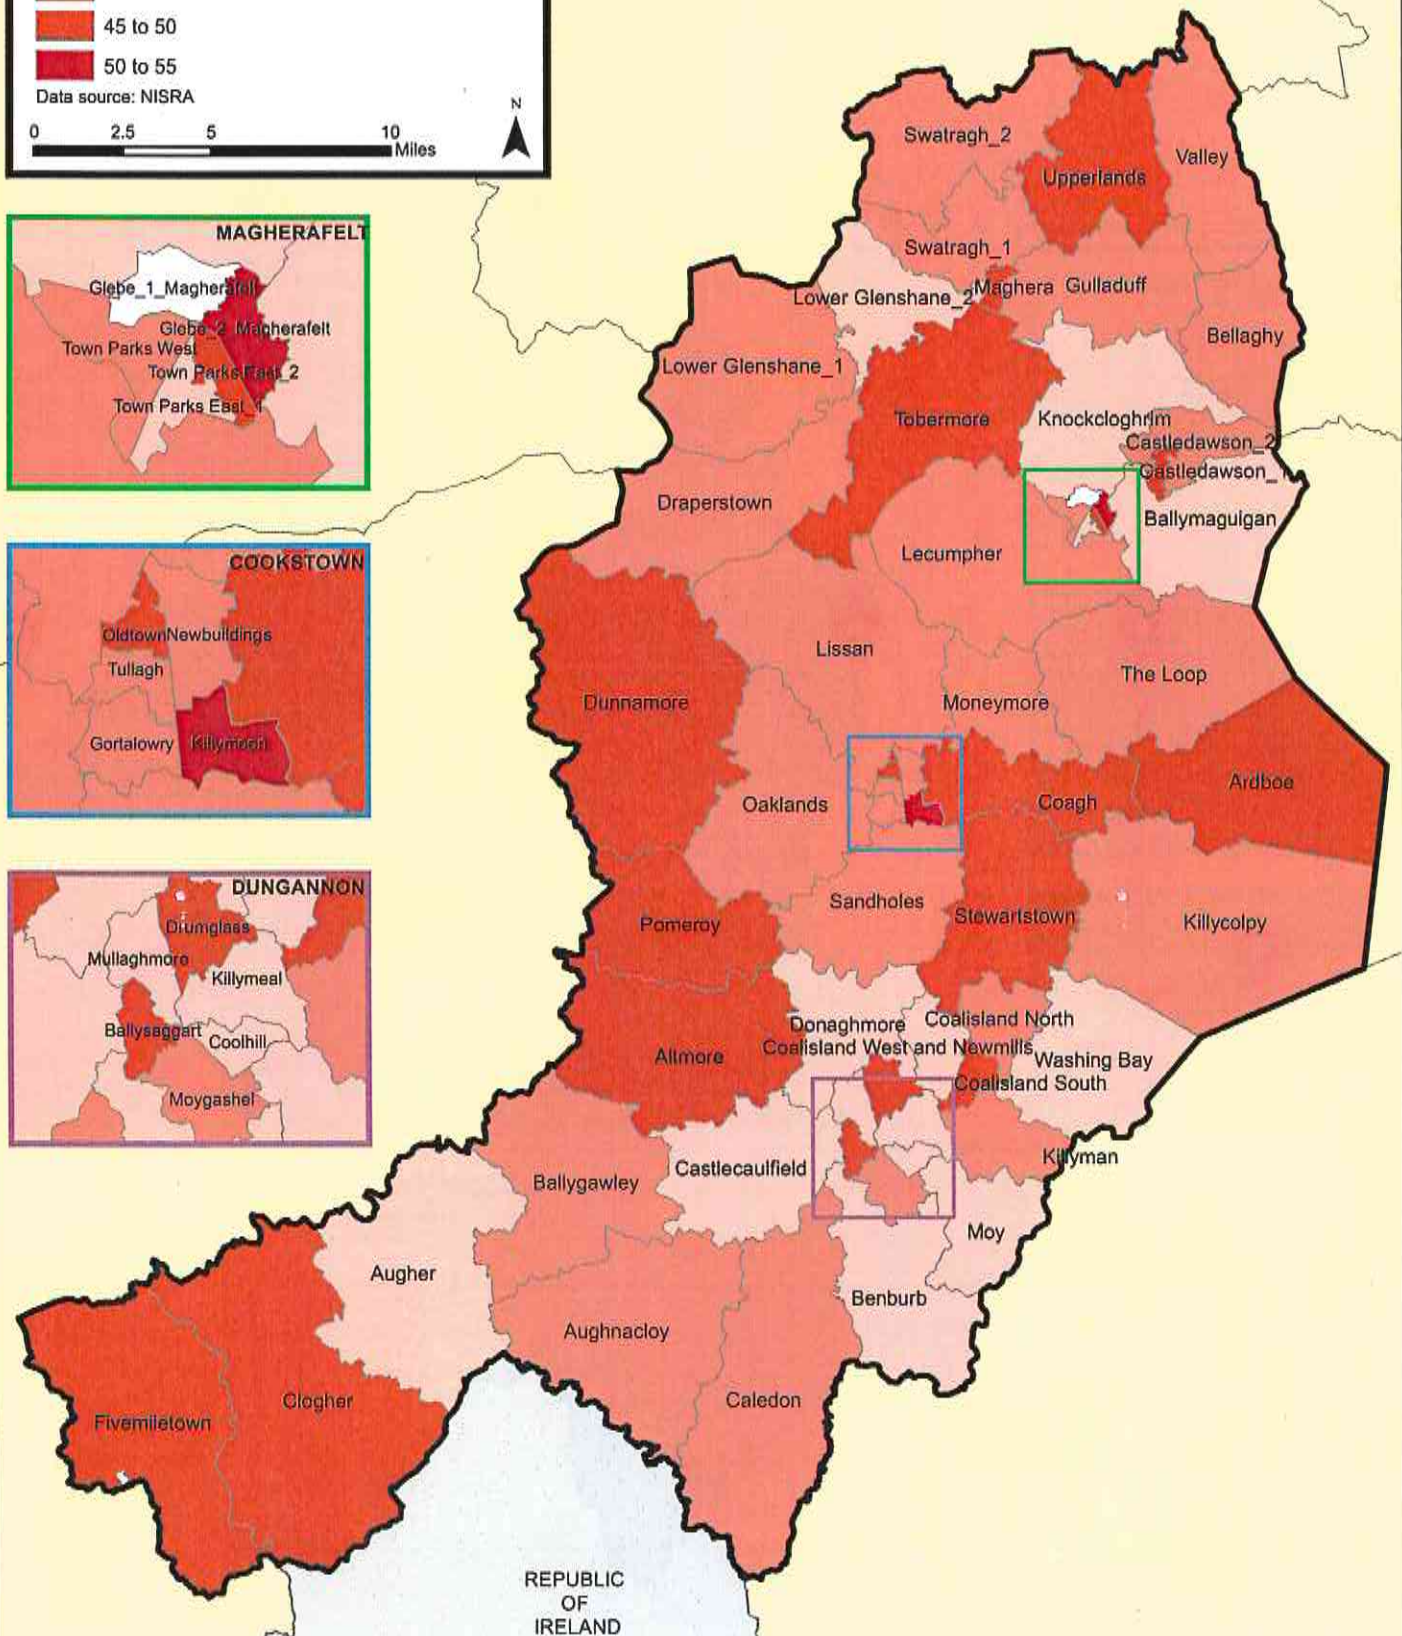 45 to 50
50 to 55
Data source: NISRA
N
0 2.5 5 10
Miles
MAGHERAFELT
Glebe_1_Magherafelt
Glebe_2_Magherafelt
Town Parks West
Town Parks East_2
Town Parks East_1
COOKSTOWN
Oldtown
Newbuildings
Tullagh
Gortalowry
Killymoon
DUNGANNON
Drumglass
Mullaghmore
Killymeal
Ballysaggart
Coolhill
Moygashel
Swatragh_2
Valley
Upperlands
Swatragh_1
Lower Glenshane_2
Maghera
Gulladuff
Bellaghy
Lower Glenshane_1
Tobermore
Knockcloghrim
Castledawson_2
Castledawson_1
Draperstown
Ballymaguigan
Lecumpher
Lissan
The Loop
Dunnamore
Moneymore
Ardboe
Oaklands
Coagh
Sandholes
Stewartstown
Killycolpy
Pomeroy
Donaghmore
Coalisland North
Coalisland West and Newmills
Altmore
Washing Bay
Coalisland South
Killyman
Castlecaulfield
Ballygawley
Moy
Augher
Benburb
Aughnacloy
Clogher
Caledon
Fivemiletown
REPUBLIC
OF
IRELAND